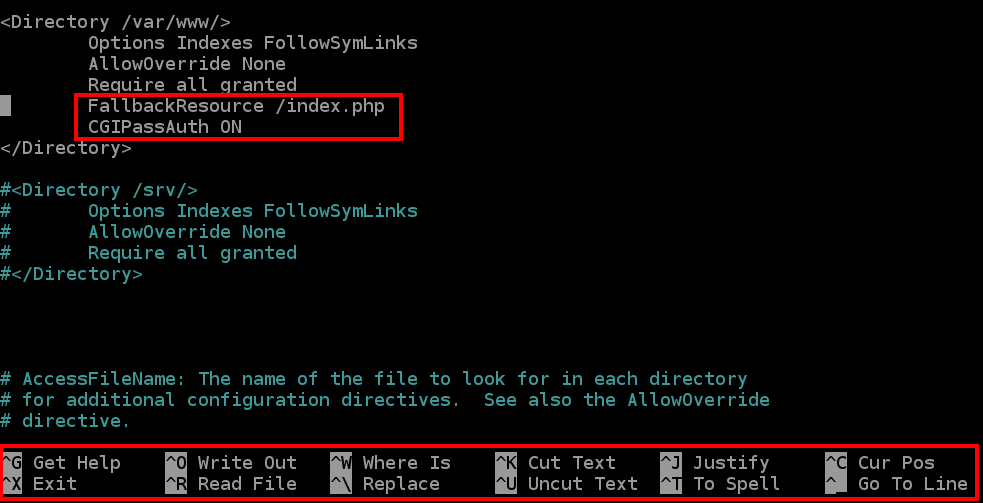 <Directory /var/www/>
        Options Indexes FollowSymLinks
        AllowOverride None
        Require all granted
        FallbackResource /index.php
        CGIPassAuth ON
</Directory>
#<Directory /srv/>
#       Options Indexes FollowSymLinks
#       AllowOverride None
#       Require all granted
#</Directory>
# AccessFileName: The name of the file to look for in each directory
# for additional configuration directives.  See also the AllowOverride
# directive.
^G Get Help    ^O Write Out   ^W Where Is    ^K Cut Text    ^J Justify     ^C Cur Pos
^X Exit        ^R Read File   ^\ Replace     ^U Uncut Text  ^T To Spell    ^_ Go To Line